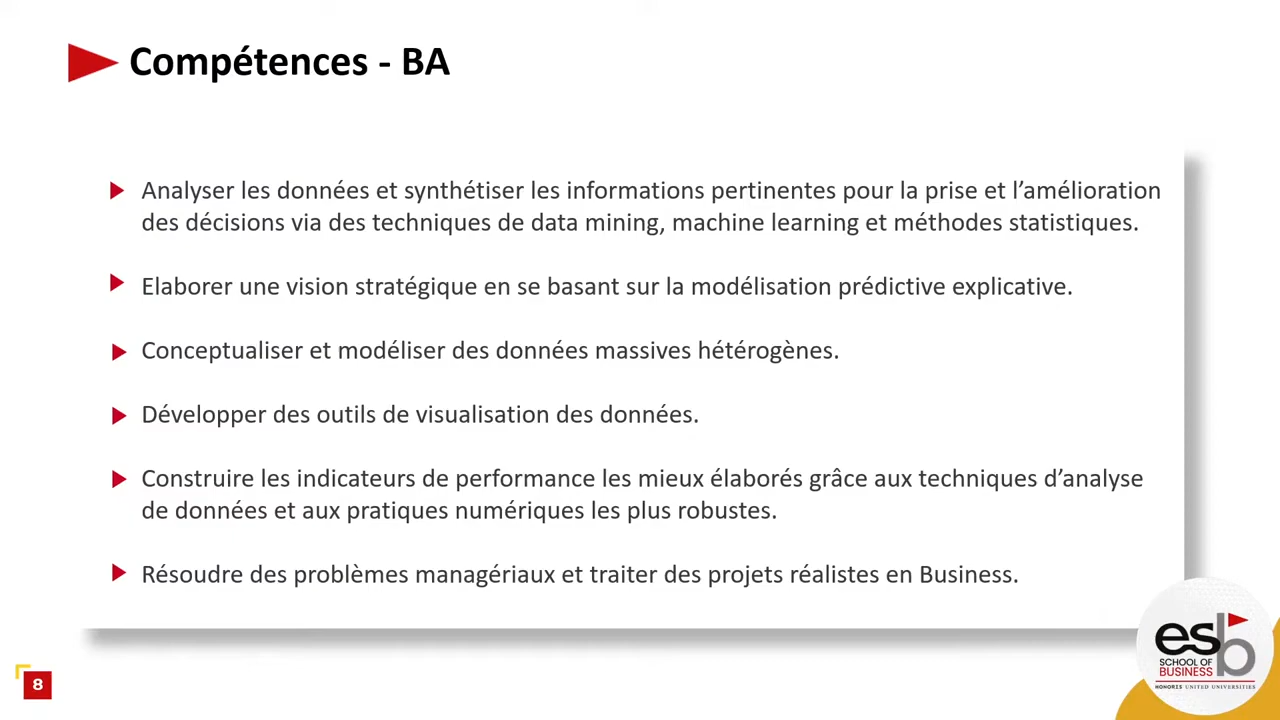 Compétences - BA
Analyser les données et synthétiser les informations pertinentes pour la prise et l’amélioration
des décisions via des techniques de data mining, machine learning et méthodes statistiques.
Elaborer une vision stratégique en se basant sur la modélisation prédictive explicative.
Conceptualiser et modéliser des données massives hétérogènes.
Développer des outils de visualisation des données.
Construire les indicateurs de performance les mieux élaborés grâce aux techniques d’analyse
de données et aux pratiques numériques les plus robustes.
Résoudre des problèmes managériaux et traiter des projets réalistes en Business.
esb
SCHOOL OF
BUSINESS
HONORIS UNITED UNIVERSITIES
8